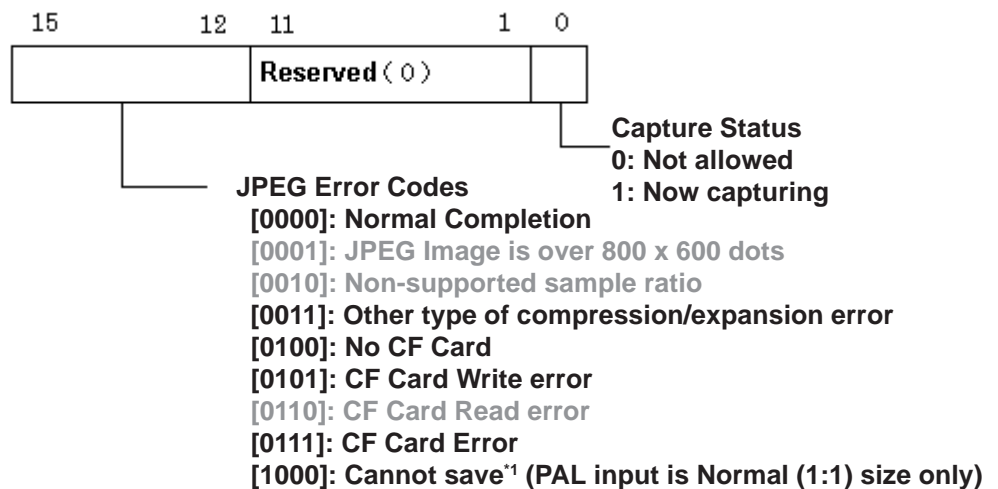 15 12 11 1 0
Reserved (0)
Capture Status
0: Not allowed
1: Now capturing
JPEG Error Codes
[0000]: Normal Completion
[0001]: JPEG Image is over 800 x 600 dots
[0010]: Non-supported sample ratio
[0011]: Other type of compression/expansion error
[0100]: No CF Card
[0101]: CF Card Write error
[0110]: CF Card Read error
[0111]: CF Card Error
[1000]: Cannot save*1 (PAL input is Normal (1:1) size only)